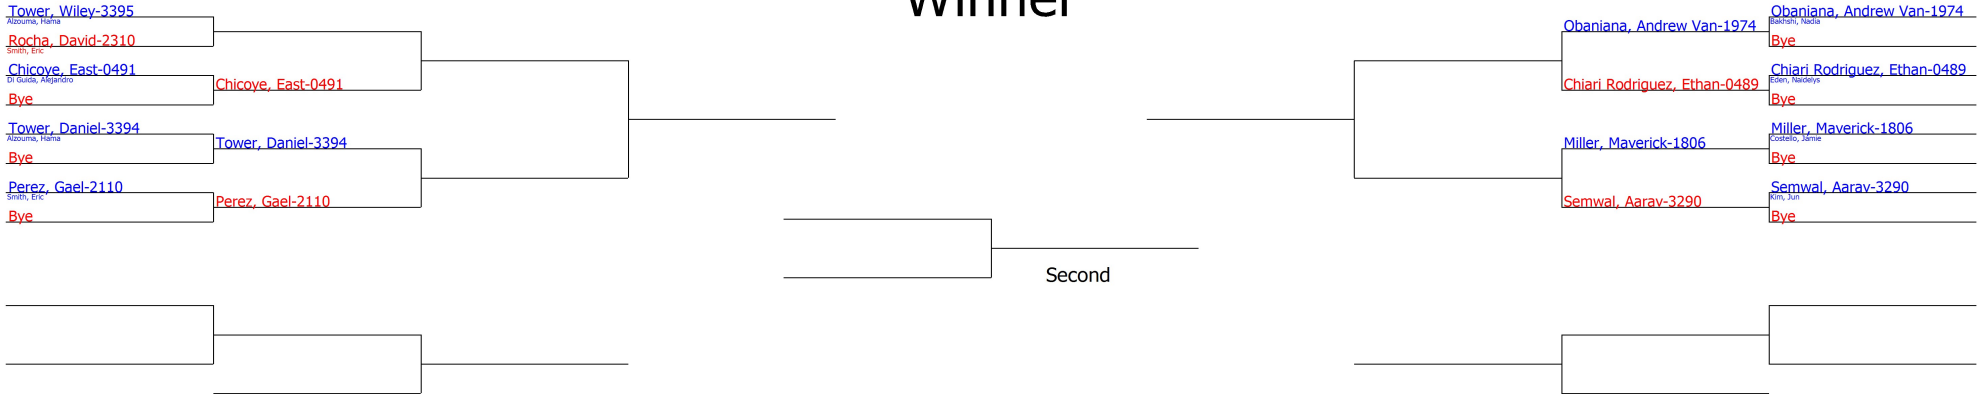 Winner
Tower, Wiley-3395
Alzouma, Hama
Rocha, David-2310
Smith, Eric
Chicoye, East-0491
Di Guida, Alejandro
Bye
Tower, Daniel-3394
Alzouma, Hama
Bye
Perez, Gael-2110
Smith, Eric
Bye
Chicoye, East-0491
Tower, Daniel-3394
Perez, Gael-2110
Second
Obaniana, Andrew Van-1974
Chiari Rodriguez, Ethan-0489
Miller, Maverick-1806
Semwal, Aarav-3290
Obaniana, Andrew Van-1974
Bakhshi, Nadia
Bye
Chiari Rodriguez, Ethan-0489
Eden, Naidelys
Bye
Miller, Maverick-1806
Costello, Jamie
Bye
Semwal, Aarav-3290
Kim, Jun
Bye